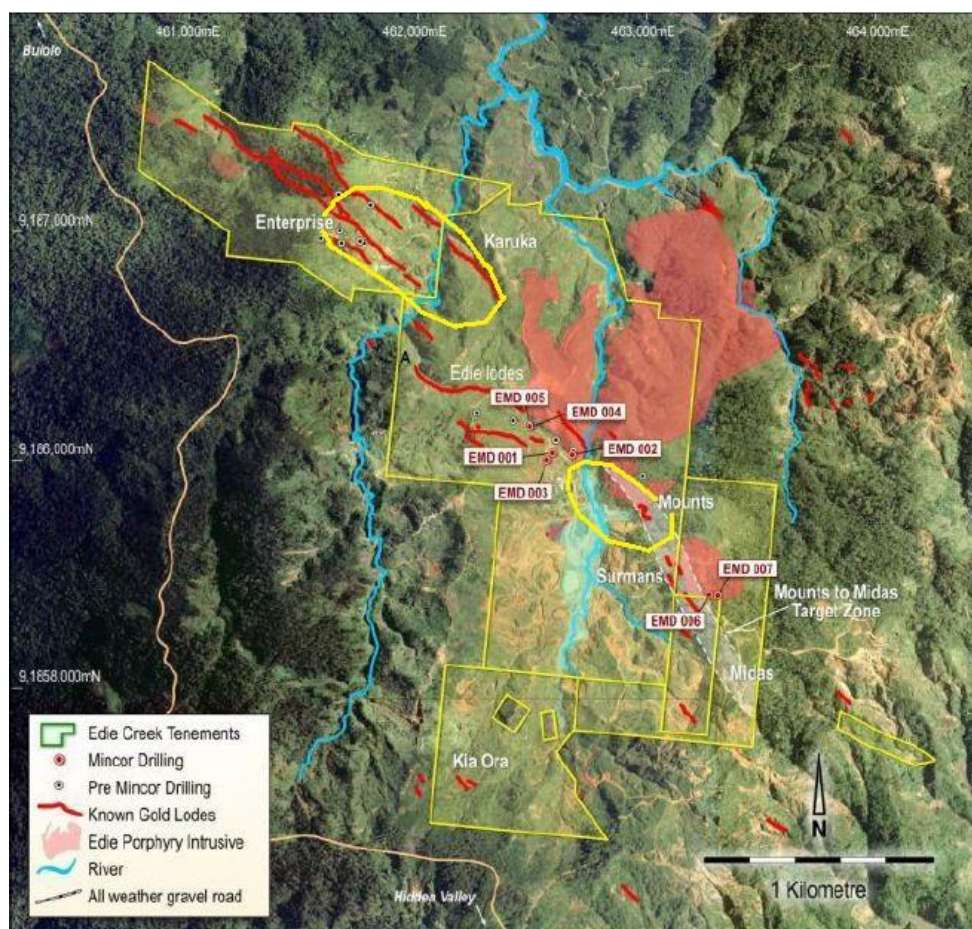 461,000mE
462,000mE
463,000mE
464,000mE
Bulolo
9,167,000mN
Enterprise
Karuka
A
Edie lodes
EMD 005
EMD 004
9,166,000mN
EMD 001
EMD 002
EMD 003
Mounts
Surmans
EMD 007
EMD 006
Mounts to Midas
Target Zone
9,1658,000mN
Midas
Kia Ora
Edie Creek Tenements
Mincor Drilling
Pre Mincor Drilling
Known Gold Lodes
Edie Porphyry Intrusive
River
All weather gravel road
Hidden Valley
N
1 Kilometre